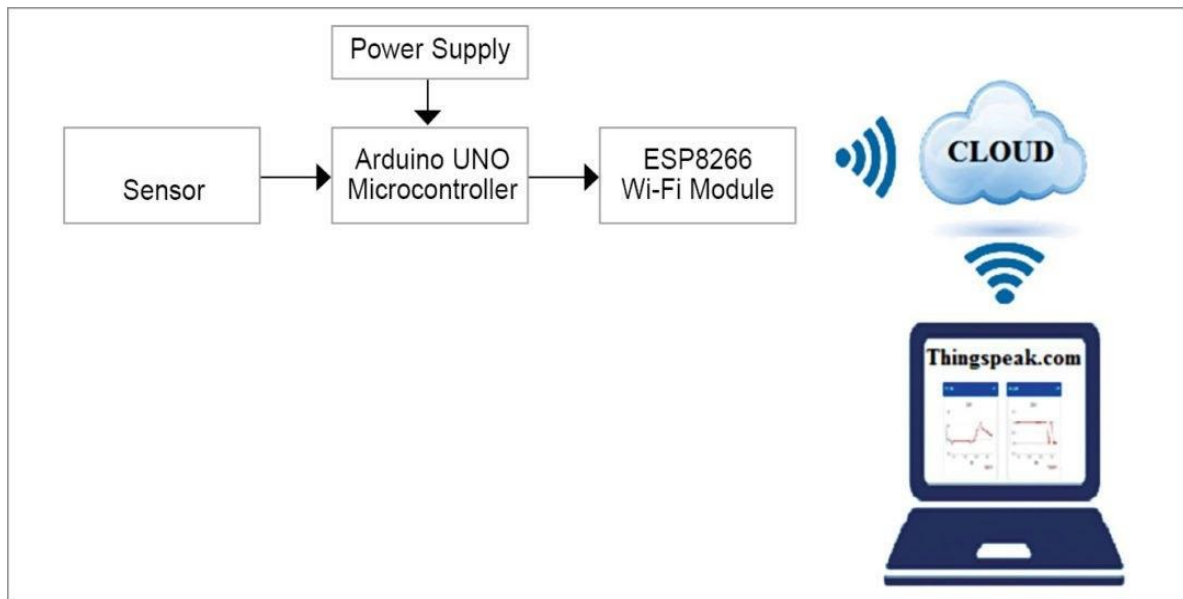 Power Supply
Sensor
Arduino UNO
Microcontroller
ESP8266
Wi-Fi Module
CLOUD
Thingspeak.com